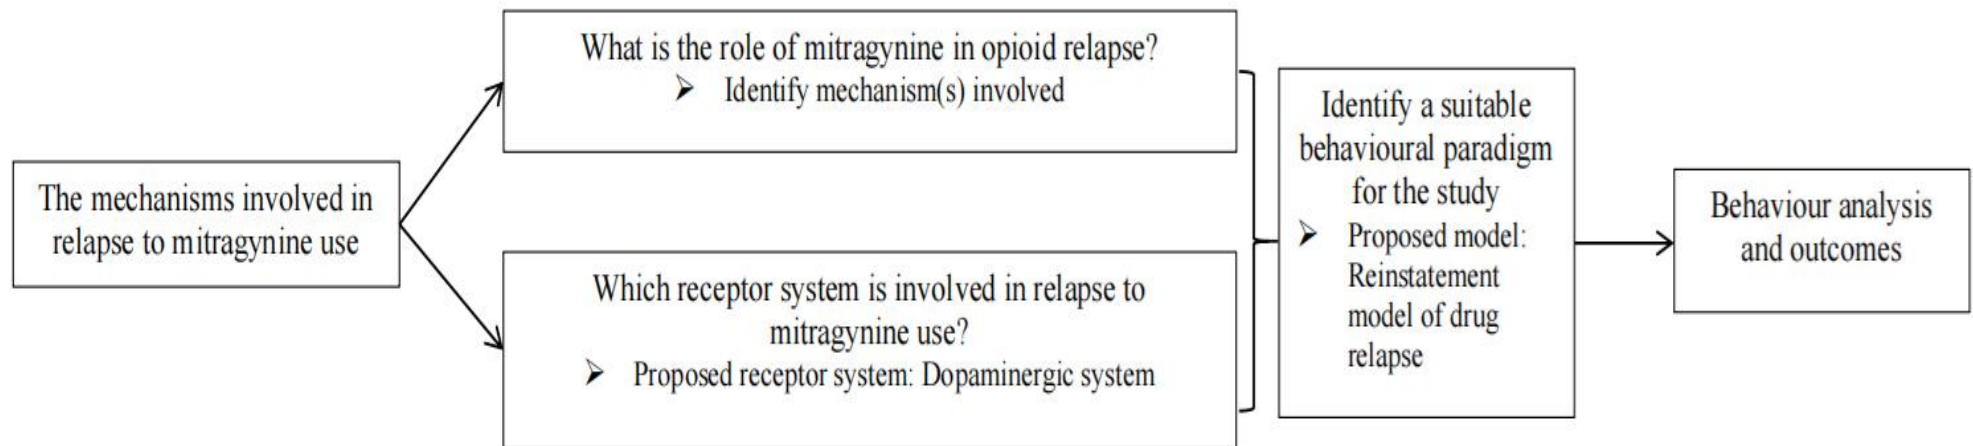 The mechanisms involved in
relapse to mitragynine use
What is the role of mitragynine in opioid relapse?
➢ Identify mechanism(s) involved
Which receptor system is involved in relapse to
mitragynine use?
➢ Proposed receptor system: Dopaminergic system
Identify a suitable
behavioural paradigm
for the study
➢ Proposed model:
Reinstatement
model of drug
relapse
Behaviour analysis
and outcomes